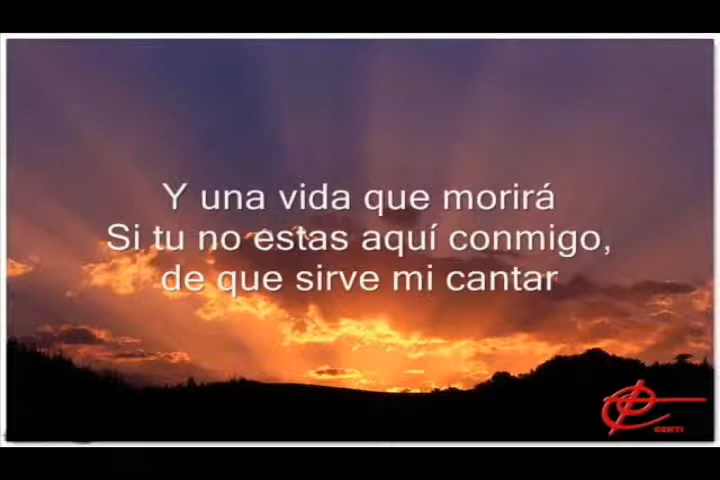 Y una vida que morirá
Si tu no estas aquí conmigo,
de que sirve mi cantar